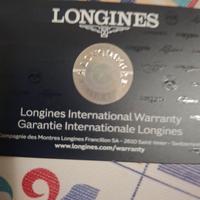 LONGINES
Longines International Warranty
Garantie Internationale Longines
Compagnie des Montres Longines Francillon SA – 2610 Saint-Imier – Switzerland
www.longines.com/warranty